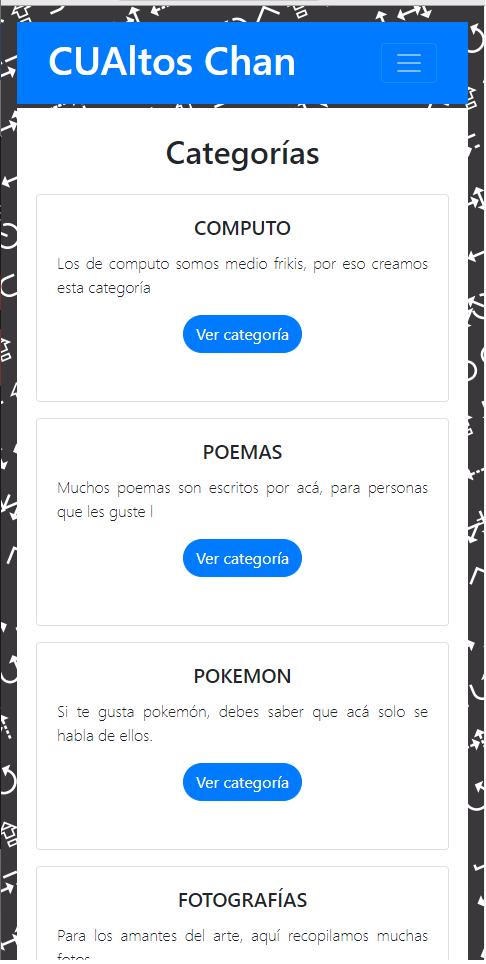 CUAltos Chan
Categorías
COMPUTO
Los de computo somos medio frikis, por eso creamos
esta categoría
Ver categoría
POEMAS
Muchos poemas son escritos por acá, para personas
que les guste l
Ver categoría
POKEMON
Si te gusta pokemón, debes saber que acá solo se
habla de ellos.
Ver categoría
FOTOGRAFÍAS
Para los amantes del arte, aquí recopilamos muchas
fotos